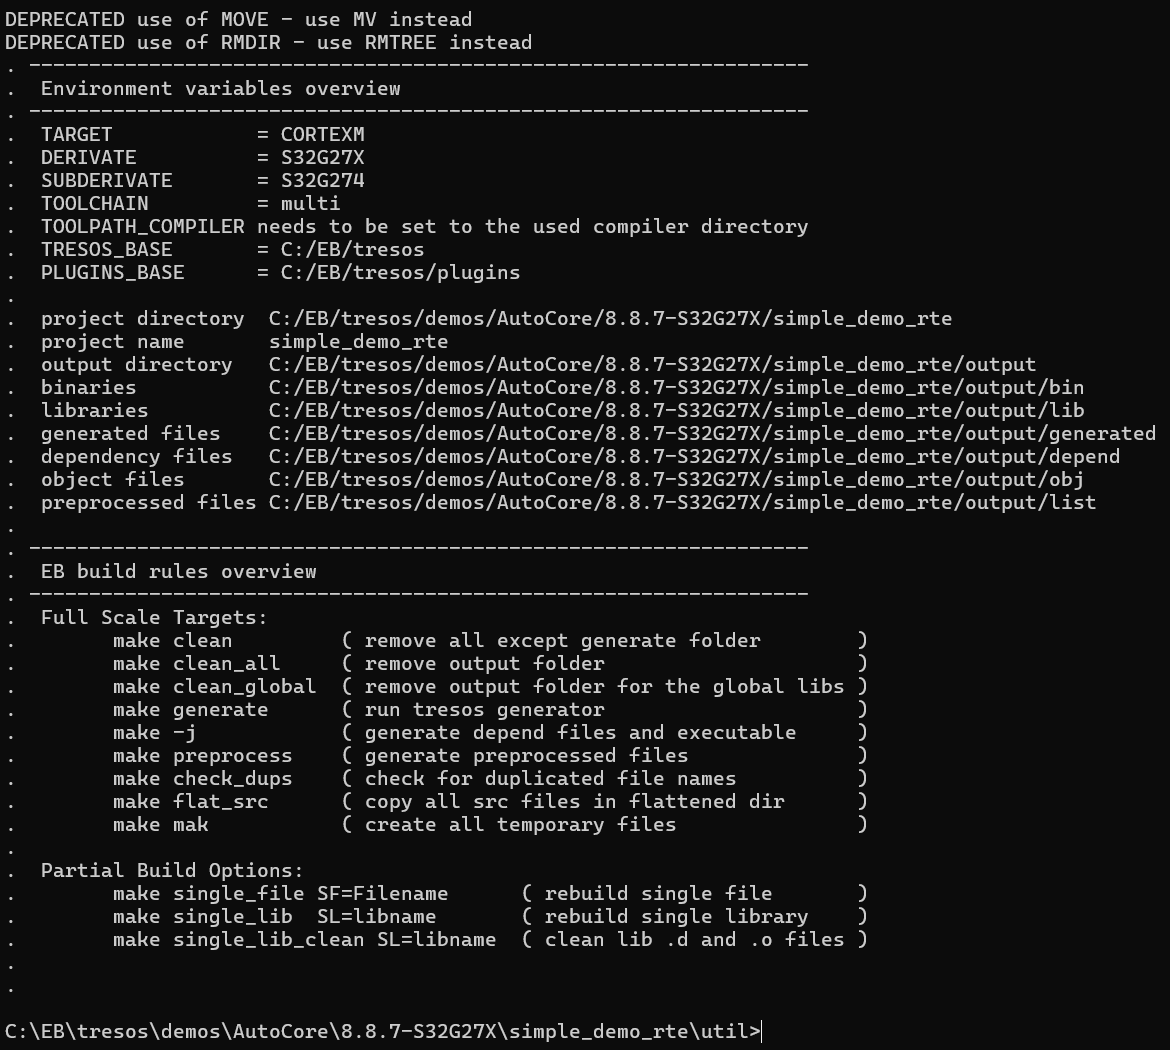 DEPRECATED use of MOVE - use MV instead
DEPRECATED use of RMDIR - use RMTREE instead
. -----------------------------------------------------------------
.  Environment variables overview
. -----------------------------------------------------------------
.  TARGET            = CORTEXM
.  DERIVATE          = S32G27X
.  SUBDERIVATE       = S32G274
.  TOOLCHAIN         = multi
.  TOOLPATH_COMPILER needs to be set to the used compiler directory
.  TRESOS_BASE       = C:/EB/tresos
.  PLUGINS_BASE      = C:/EB/tresos/plugins
.
.  project directory  C:/EB/tresos/demos/AutoCore/8.8.7-S32G27X/simple_demo_rte
.  project name       simple_demo_rte
.  output directory   C:/EB/tresos/demos/AutoCore/8.8.7-S32G27X/simple_demo_rte/output
.  binaries           C:/EB/tresos/demos/AutoCore/8.8.7-S32G27X/simple_demo_rte/output/bin
.  libraries          C:/EB/tresos/demos/AutoCore/8.8.7-S32G27X/simple_demo_rte/output/lib
.  generated files    C:/EB/tresos/demos/AutoCore/8.8.7-S32G27X/simple_demo_rte/output/generated
.  dependency files   C:/EB/tresos/demos/AutoCore/8.8.7-S32G27X/simple_demo_rte/output/depend
.  object files       C:/EB/tresos/demos/AutoCore/8.8.7-S32G27X/simple_demo_rte/output/obj
.  preprocessed files C:/EB/tresos/demos/AutoCore/8.8.7-S32G27X/simple_demo_rte/output/list
.
. -----------------------------------------------------------------
.  EB build rules overview
. -----------------------------------------------------------------
.  Full Scale Targets:
.        make clean         ( remove all except generate folder        )
.        make clean_all     ( remove output folder                     )
.        make clean_global  ( remove output folder for the global libs )
.        make generate      ( run tresos generator                     )
.        make -j            ( generate depend files and executable     )
.        make preprocess    ( generate preprocessed files              )
.        make check_dups    ( check for duplicated file names          )
.        make flat_src      ( copy all src files in flattened dir      )
.        make mak           ( create all temporary files               )
.
.  Partial Build Options:
.        make single_file SF=Filename      ( rebuild single file       )
.        make single_lib  SL=libname       ( rebuild single library    )
.        make single_lib_clean SL=libname  ( clean lib .d and .o files )
.
.
C:\EB\tresos\demos\AutoCore\8.8.7-S32G27X\simple_demo_rte\util>